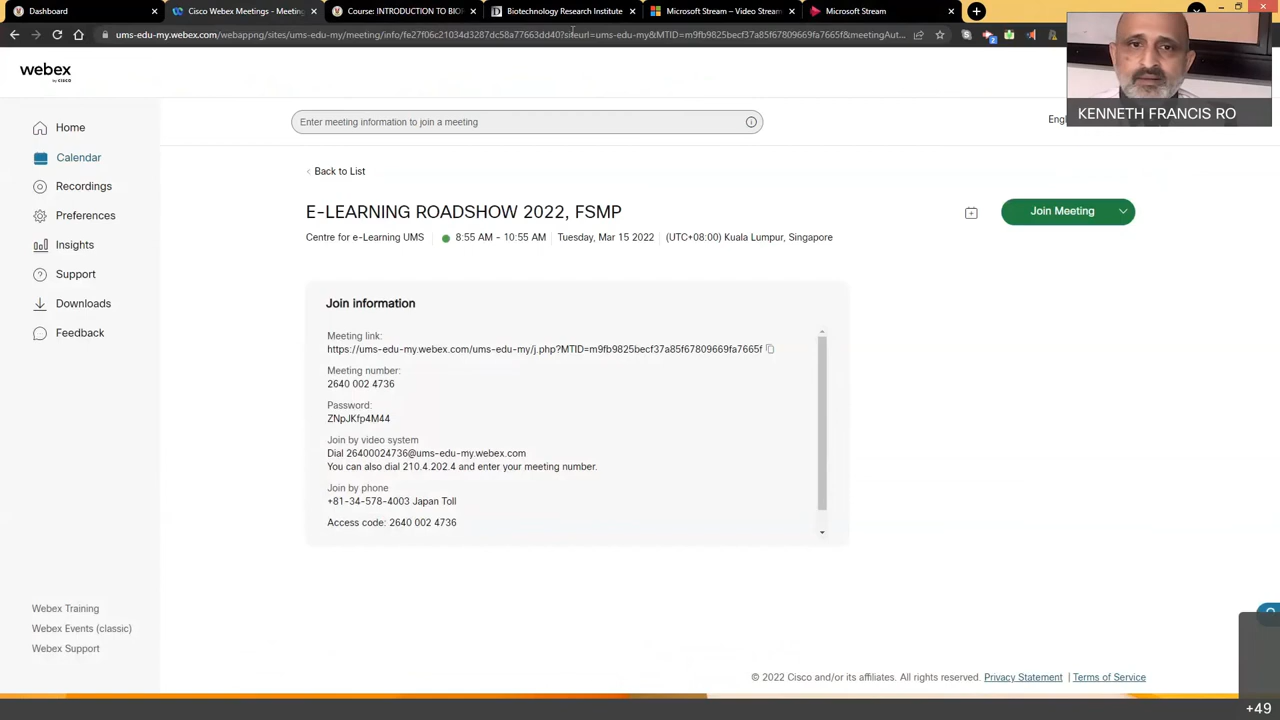 Dashboard
Cisco Webex Meetings - Meeting
Course: INTRODUCTION TO BIOP
Biotechnology Research Institute
Microsoft Stream – Video Stream
Microsoft Stream
webex
by CISCO
Enter meeting information to join a meeting
KENNETH FRANCIS RO
Home
Calendar
Recordings
Preferences
Insights
Support
Downloads
Feedback
Back to List
E-LEARNING ROADSHOW 2022, FSMP
Join Meeting
Centre for e-Learning UMS
8:55 AM - 10:55 AM
Tuesday, Mar 15 2022
(UTC+08:00) Kuala Lumpur, Singapore
Join information
Meeting link:
https://ums-edu-my.webex.com/ums-edu-my/j.php?MTID=m9fb9825becf37a85f67809669fa7665f
Meeting number:
2640 002 4736
Password:
ZNpJKfp4M44
Join by video system
Dial 26400024736@ums-edu-my.webex.com
You can also dial 210.4.202.4 and enter your meeting number.
Join by phone
+81-34-578-4003 Japan Toll
Access code: 2640 002 4736
Webex Training
Webex Events (classic)
Webex Support
© 2022 Cisco and/or its affiliates. All rights reserved. Privacy Statement | Terms of Service
+49